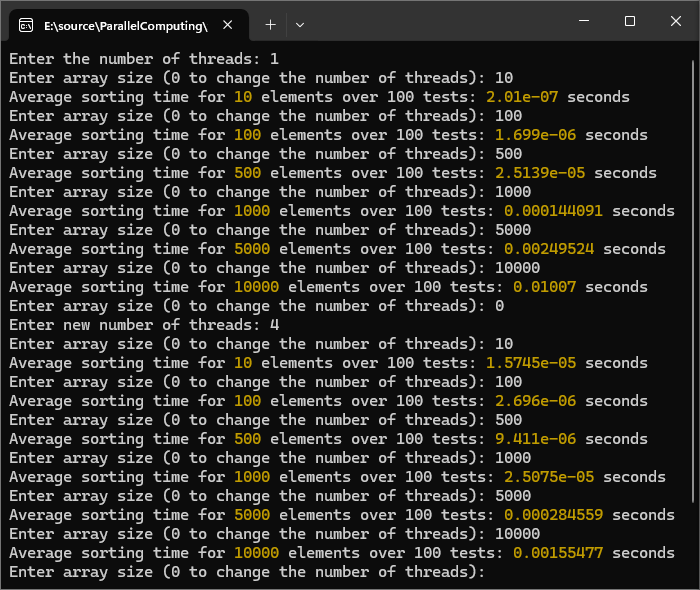 E:\source\ParallelComputing\
Enter the number of threads: 1
Enter array size (0 to change the number of threads): 10
Average sorting time for 10 elements over 100 tests: 2.01e-07 seconds
Enter array size (0 to change the number of threads): 100
Average sorting time for 100 elements over 100 tests: 1.699e-06 seconds
Enter array size (0 to change the number of threads): 500
Average sorting time for 500 elements over 100 tests: 2.5139e-05 seconds
Enter array size (0 to change the number of threads): 1000
Average sorting time for 1000 elements over 100 tests: 0.000144091 seconds
Enter array size (0 to change the number of threads): 5000
Average sorting time for 5000 elements over 100 tests: 0.00249524 seconds
Enter array size (0 to change the number of threads): 10000
Average sorting time for 10000 elements over 100 tests: 0.01007 seconds
Enter array size (0 to change the number of threads): 0
Enter new number of threads: 4
Enter array size (0 to change the number of threads): 10
Average sorting time for 10 elements over 100 tests: 1.5745e-05 seconds
Enter array size (0 to change the number of threads): 100
Average sorting time for 100 elements over 100 tests: 2.696e-06 seconds
Enter array size (0 to change the number of threads): 500
Average sorting time for 500 elements over 100 tests: 9.411e-06 seconds
Enter array size (0 to change the number of threads): 1000
Average sorting time for 1000 elements over 100 tests: 2.5075e-05 seconds
Enter array size (0 to change the number of threads): 5000
Average sorting time for 5000 elements over 100 tests: 0.000284559 seconds
Enter array size (0 to change the number of threads): 10000
Average sorting time for 10000 elements over 100 tests: 0.00155477 seconds
Enter array size (0 to change the number of threads):